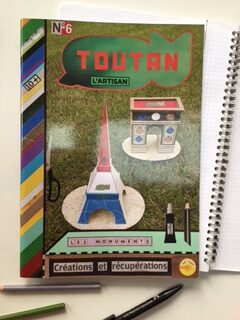 N°6
TOUTAN
L'ARTISAN
LES MONUMENTS
Créations et récupérations